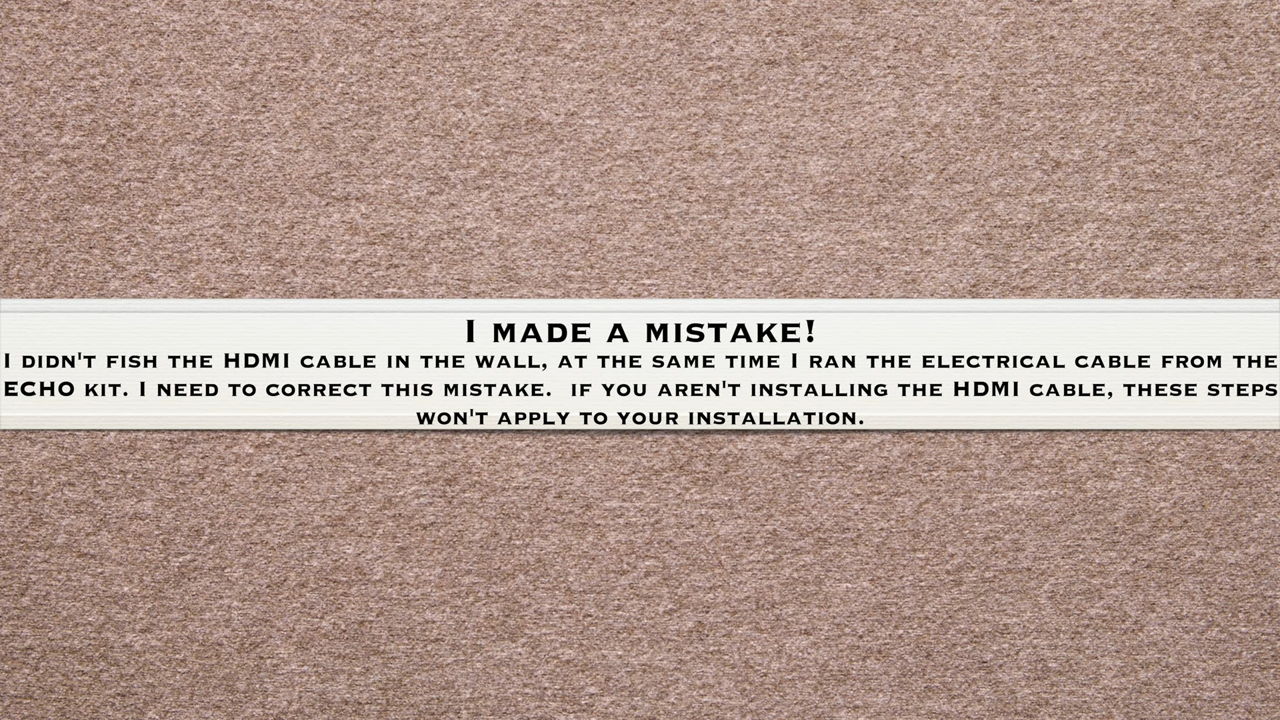 I MADE A MISTAKE!
I DIDN'T FISH THE HDMI CABLE IN THE WALL, AT THE SAME TIME I RAN THE ELECTRICAL CABLE FROM THE
ECHO KIT. I NEED TO CORRECT THIS MISTAKE.  IF YOU AREN'T INSTALLING THE HDMI CABLE, THESE STEPS
WON'T APPLY TO YOUR INSTALLATION.